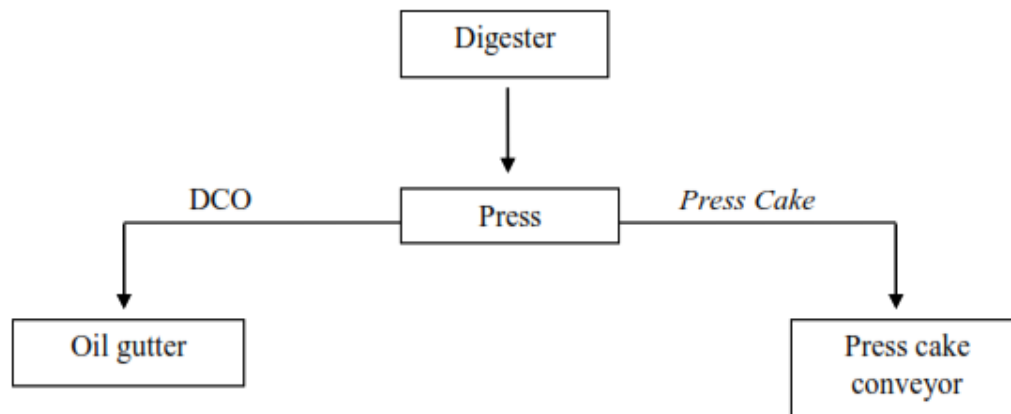 Digester
DCO
Press
Press Cake
Oil gutter
Press cake
conveyor